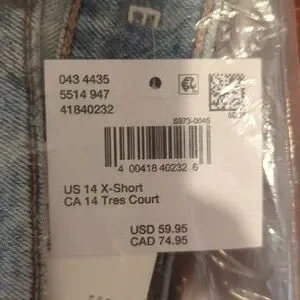 E
043 4435
5514 947
41840232
S973-0045
4 00418 40232 6
US 14 X-Short
CA 14 Tres Court
USD 59.95
CAD 74.95